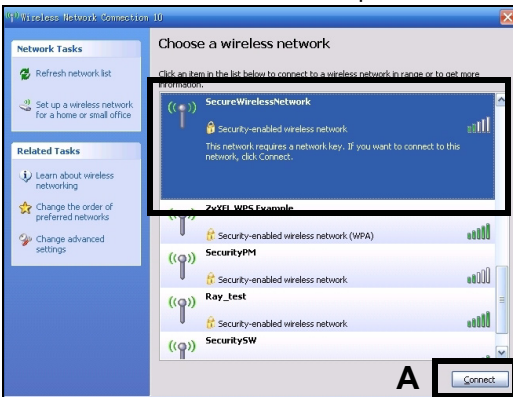 Wireless Network Connection 10
Network Tasks
Refresh network list
Set up a wireless network
for a home or small office
Related Tasks
Learn about wireless
networking
Change the order of
preferred networks
Change advanced
settings
Choose a wireless network
Click an item in the list below to connect to a wireless network in range or to get more
information.
SecureWirelessNetwork
Security-enabled wireless network
This network requires a network key. If you want to connect to this
network, click Connect.
ZyXEL WPS Example
Security-enabled wireless network (WPA)
SecurityPM
Security-enabled wireless network
Ray_test
Security-enabled wireless network
SecuritySW
A
Connect